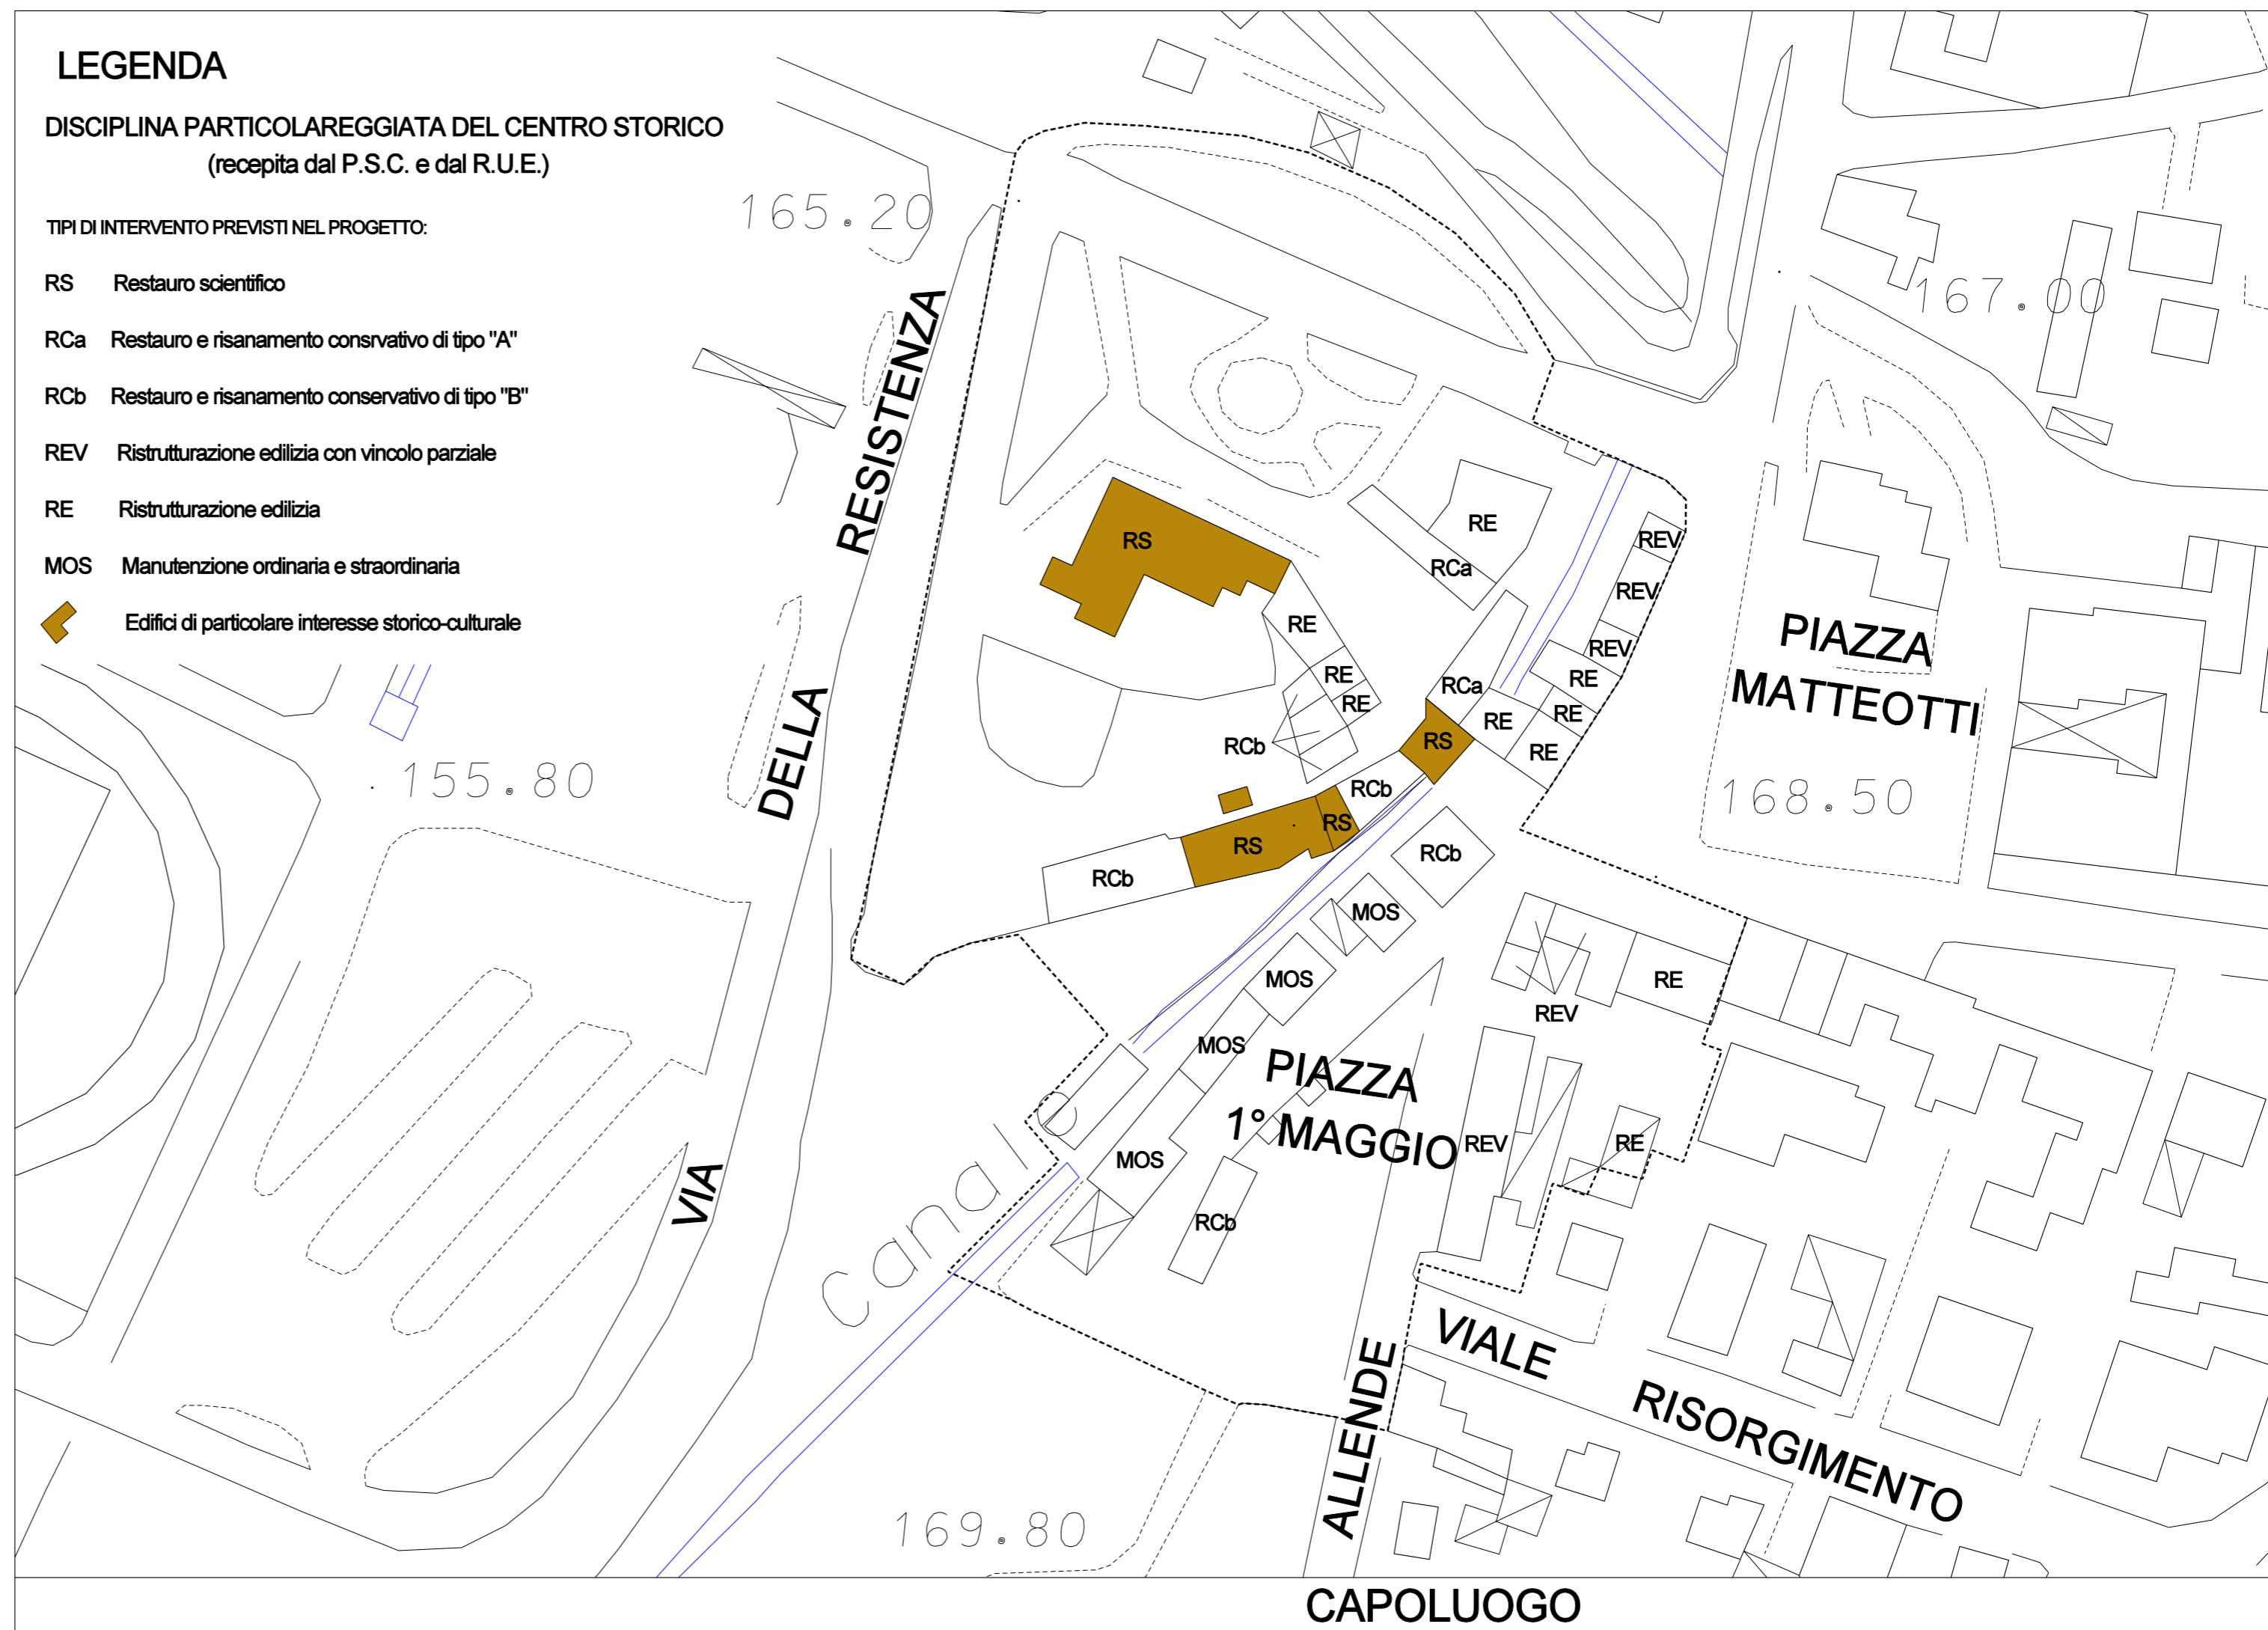 LEGENDA
DISCIPLINA PARTICOLAREGGIATA DEL CENTRO STORICO
(recepita dal P.S.C. e dal R.U.E.)
TIPI DI INTERVENTO PREVISTI NEL PROGETTO:
RS Restauro scientifico
RCa Restauro e risanamento consrvativo di tipo "A"
RCb Restauro e risanamento conservativo di tipo "B"
REV Ristrutturazione edilizia con vincolo parziale
RE Ristrutturazione edilizia
MOS Manutenzione ordinaria e straordinaria
Edifici di particolare interesse storico-culturale
165.20
167.00
155.80
168.50
169.80
VIA DELLA RESISTENZA
PIAZZA
MATTEOTTI
RS
RE
RCa
REV
REV
REV
RE
RE
RE
RE
RCa
RE
RE
RE
RCb
RS
RCb
RS
RS
RCb
RCb
MOS
MOS
MOS
MOS
RCb
RE
REV
REV
RE
PIAZZA
1° MAGGIO
canale
ALLENDE
VIALE RISORGIMENTO
CAPOLUOGO